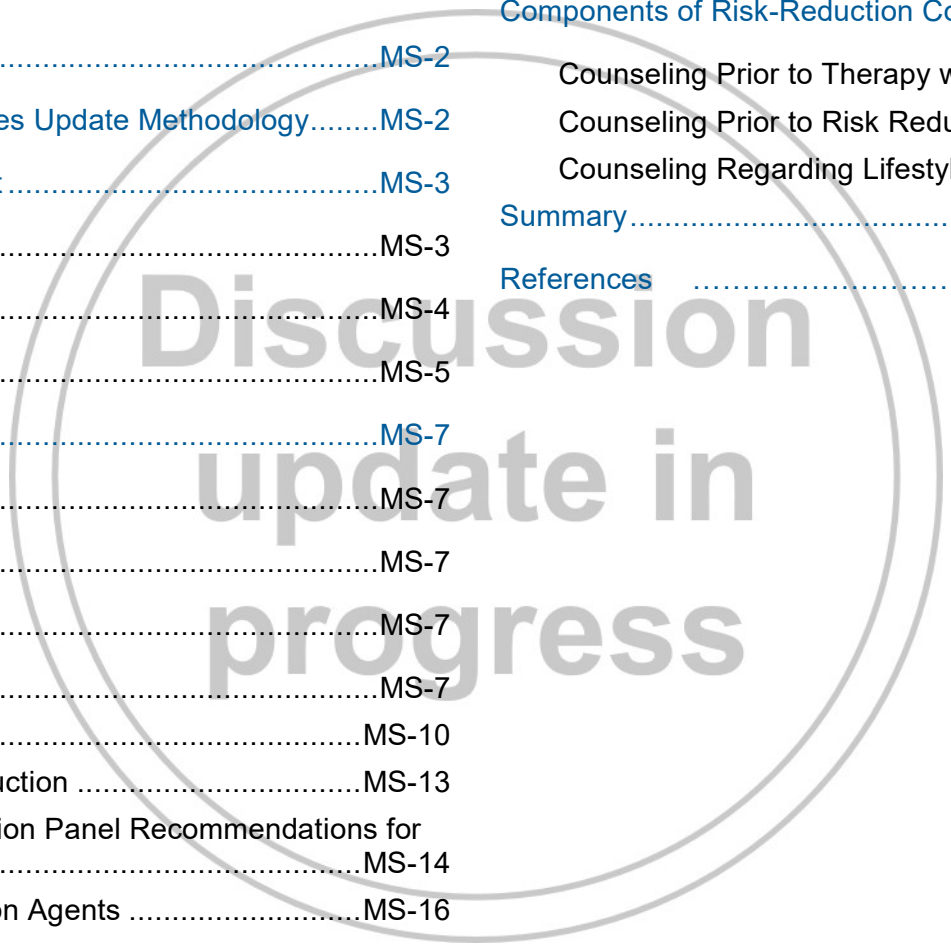 ...............................................MS-2
es Update Methodology........MS-2
...............................................MS-3
...............................................MS-3
...............................................MS-4
...............................................MS-5
...............................................MS-7
...............................................MS-7
...............................................MS-7
...............................................MS-7
...............................................MS-7
.............................................MS-10
uction ...................................MS-13
ion Panel Recommendations for
.............................................MS-14
on Agents .............................MS-16
Components of Risk-Reduction Co
Counseling Prior to Therapy w
Counseling Prior to Risk Redu
Counseling Regarding Lifestyl
Summary........................................
References ..........................
Discussion
update in
progress